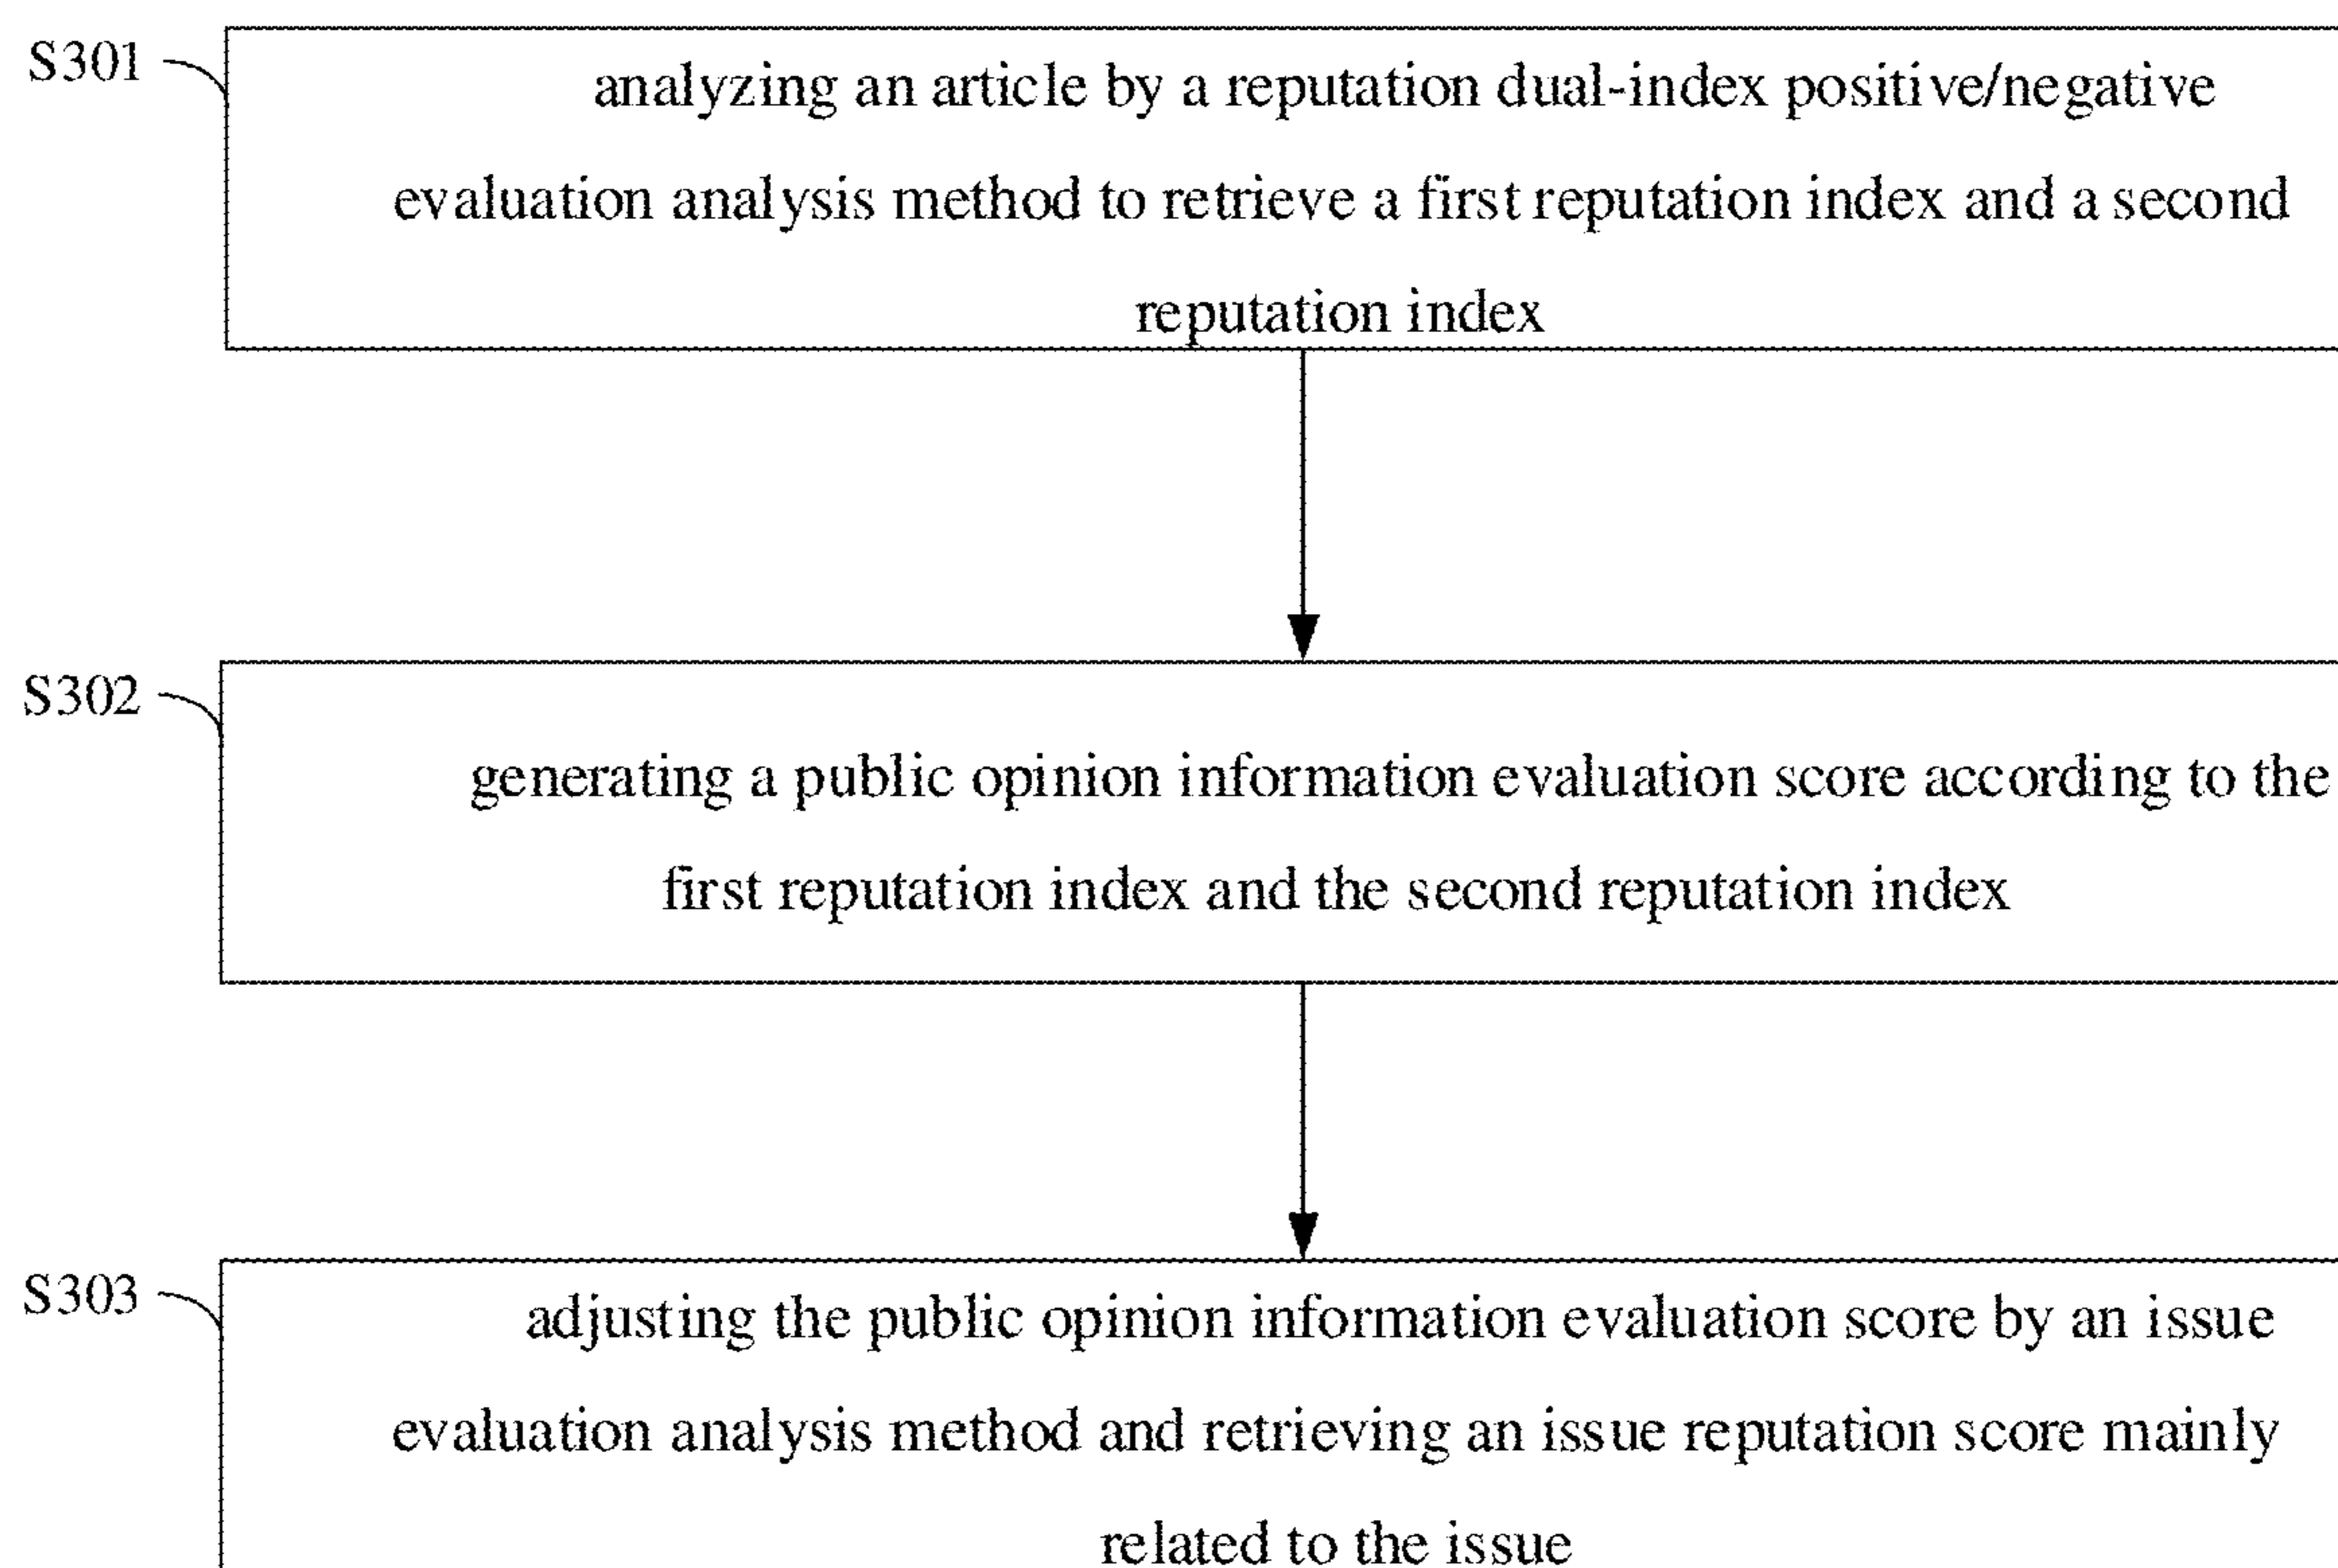 S301
analyzing an article by a reputation dual-index positive/negative
evaluation analysis method to retrieve a first reputation index and a second
reputation index
S302
generating a public opinion information evaluation score according to the
first reputation index and the second reputation index
S303
adjusting the public opinion information evaluation score by an issue
evaluation analysis method and retrieving an issue reputation score mainly
related to the issue